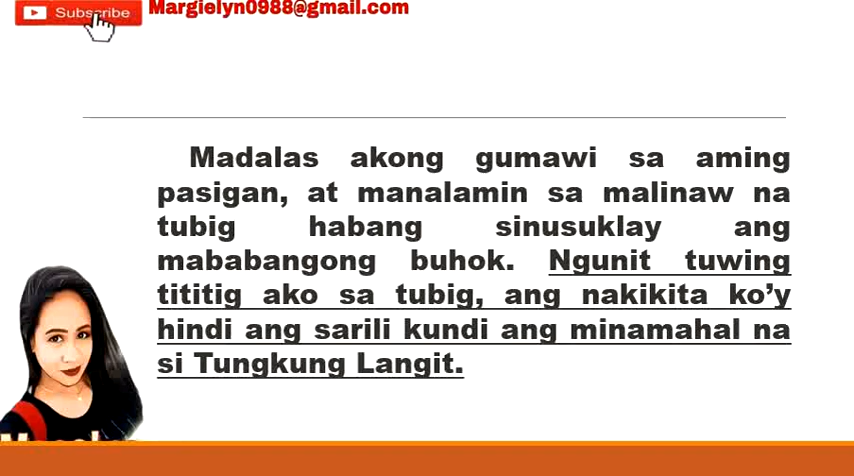 Subscribe Margielyn0988@gmail.com
Madalas akong gumawi sa aming
pasigan, at manalamin sa malinaw na
tubig habang sinusuklay ang
mababangong buhok. Ngunit tuwing
tititig ako sa tubig, ang nakikita ko’y
hindi ang sarili kundi ang minamahal na
si Tungkung Langit.